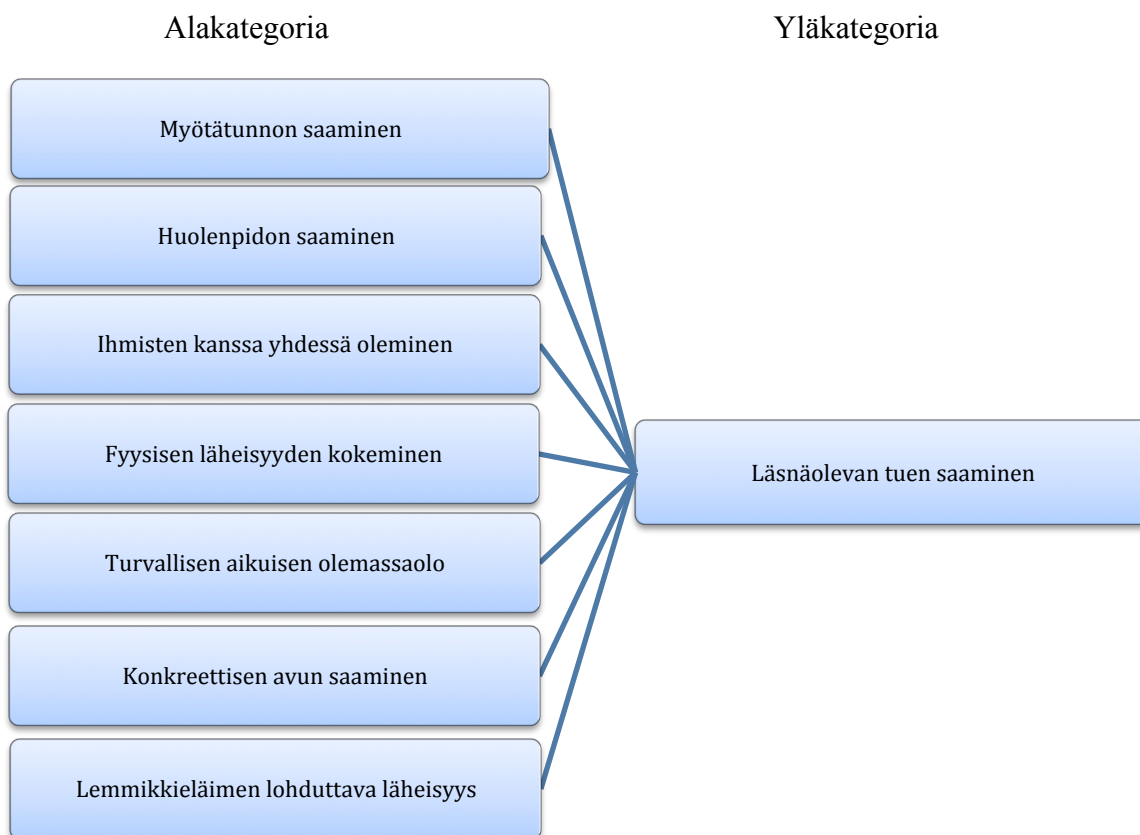 Alakategoria
Yläkategoria
Myötätunnon saaminen
Huolenpidon saaminen
Ihmisten kanssa yhdessä oleminen
Fyysisen läheisyyden kokeminen
Turvallisen aikuisen olemassaolo
Konkreettisen avun saaminen
Lemmikkieläimen lohduttava läheisyys
Läsnäolevan tuen saaminen